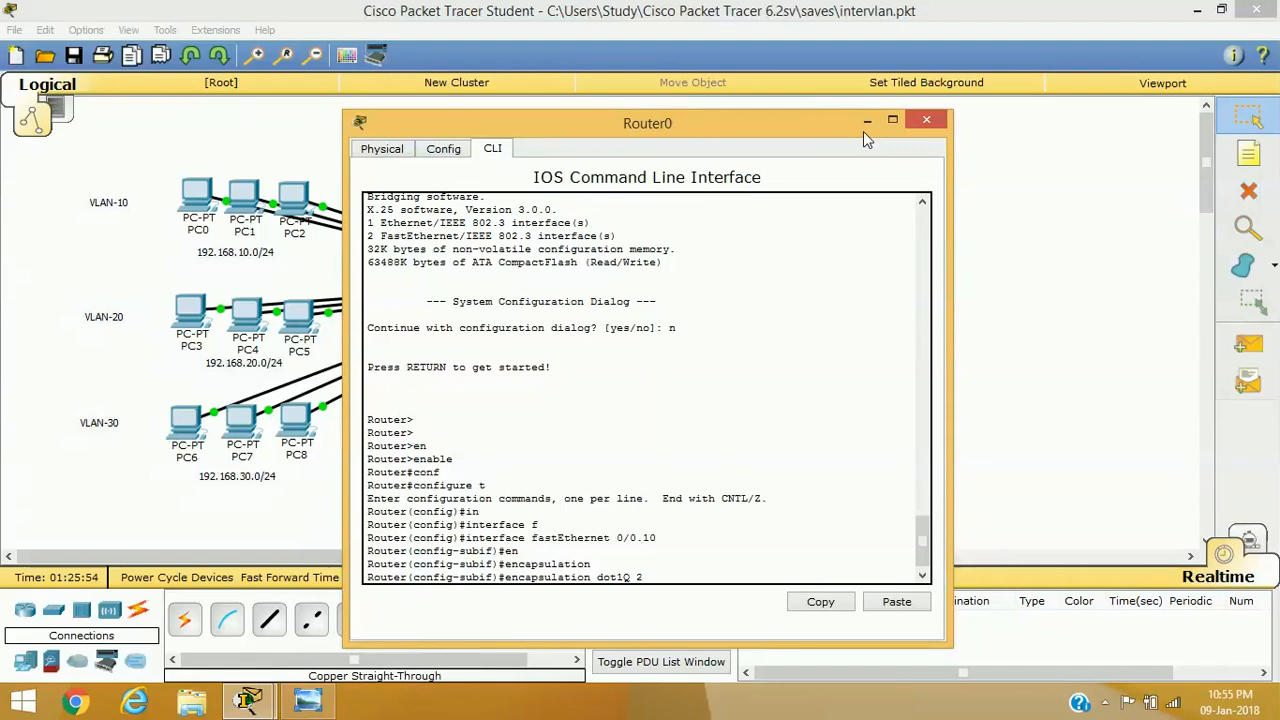 Cisco Packet Tracer Student - C:\Users\Study\Cisco Packet Tracer 6.2sv\saves\intervlan.pkt
File Edit Options View Tools Extensions Help
Logical
[Root]
New Cluster
Move Object
Set Tiled Background
Viewport
Router0
Physical Config CLI
IOS Command Line Interface
Bridging software.
X.25 software, Version 3.0.0.
1 Ethernet/IEEE 802.3 interface(s)
2 FastEthernet/IEEE 802.3 interface(s)
32K bytes of non-volatile configuration memory.
63488K bytes of ATA CompactFlash (Read/Write)
--- System Configuration Dialog ---
Continue with configuration dialog? [yes/no]: n
Press RETURN to get started!
Router>
Router>
Router>en
Router>enable
Router#conf
Router#configure t
Enter configuration commands, one per line. End with CNTL/Z.
Router(config)#in
Router(config)#interface f
Router(config)#interface fastEthernet 0/0.10
Router(config-subif)#en
Router(config-subif)#encapsulation
Router(config-subif)#encapsulation dot1Q 2
Copy Paste
VLAN-10
PC-PT
PC0
PC-PT
PC1
PC-PT
PC2
192.168.10.0/24
VLAN-20
PC-PT
PC3
PC-PT
PC4
PC-PT
PC5
192.168.20.0/24
VLAN-30
PC-PT
PC6
PC-PT
PC7
PC-PT
PC8
192.168.30.0/24
Time: 01:25:54 Power Cycle Devices Fast Forward Time
Realtime
Connections
Copper Straight-Through
Toggle PDU List Window
ination Type Color Time(sec) Periodic Num
10:55 PM
09-Jan-2018